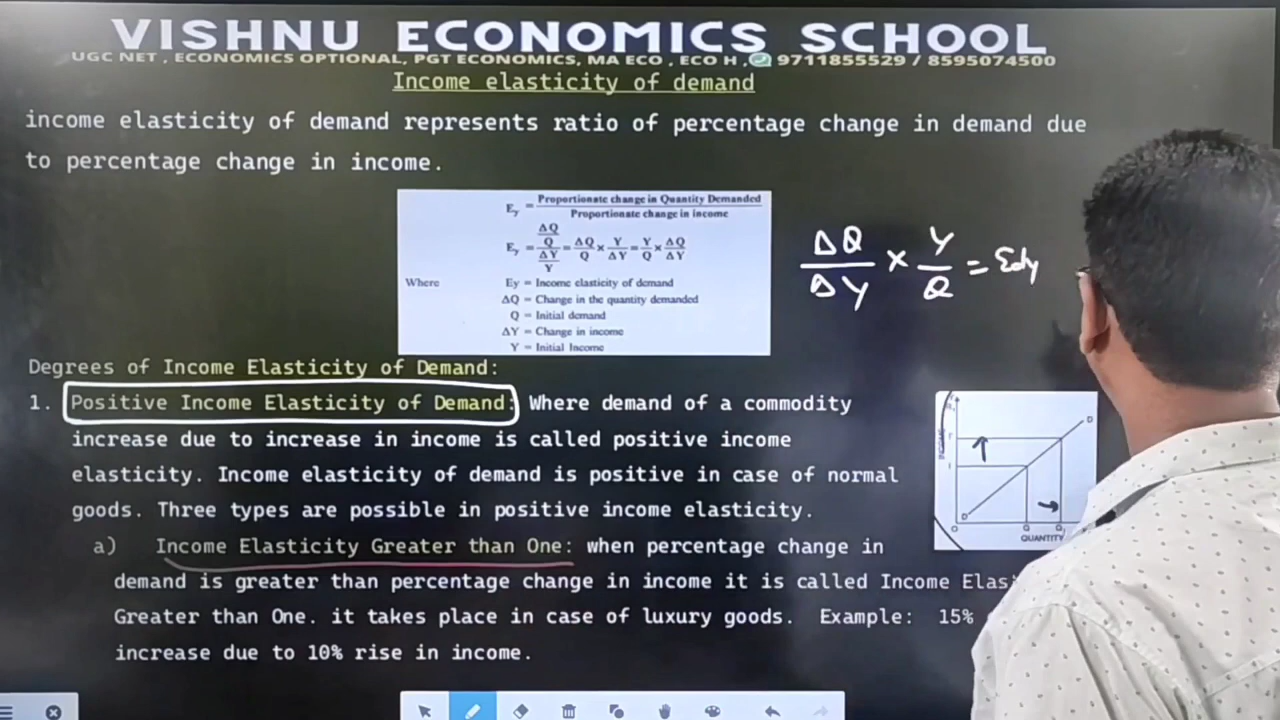 VISHNU ECONOMICS SCHOOL
UGC NET , ECONOMICS OPTIONAL, PGT ECONOMICS, MA ECO , ECO H , 9711855529 / 8595074500
Income elasticity of demand
income elasticity of demand represents ratio of percentage change in demand due
to percentage change in income.
Ey = Proportionate change in Quantity Demanded / Proportionate change in income
Ey = ΔQ/Q / ΔY/Y = ΔQ/Q × Y/ΔY = Y/Q × ΔQ/ΔY
Where Ey = Income elasticity of demand
ΔQ = Change in the quantity demanded
Q = Initial demand
ΔY = Change in income
Y = Initial Income
ΔQ/ΔY × Y/Q = Edy
Degrees of Income Elasticity of Demand:
1. Positive Income Elasticity of Demand: Where demand of a commodity
increase due to increase in income is called positive income
elasticity. Income elasticity of demand is positive in case of normal
goods. Three types are possible in positive income elasticity.
D
D
O
Q
Q
QUANTITY
a) Income Elasticity Greater than One: when percentage change in
demand is greater than percentage change in income it is called Income Elas
Greater than One. it takes place in case of luxury goods. Example: 15%
increase due to 10% rise in income.